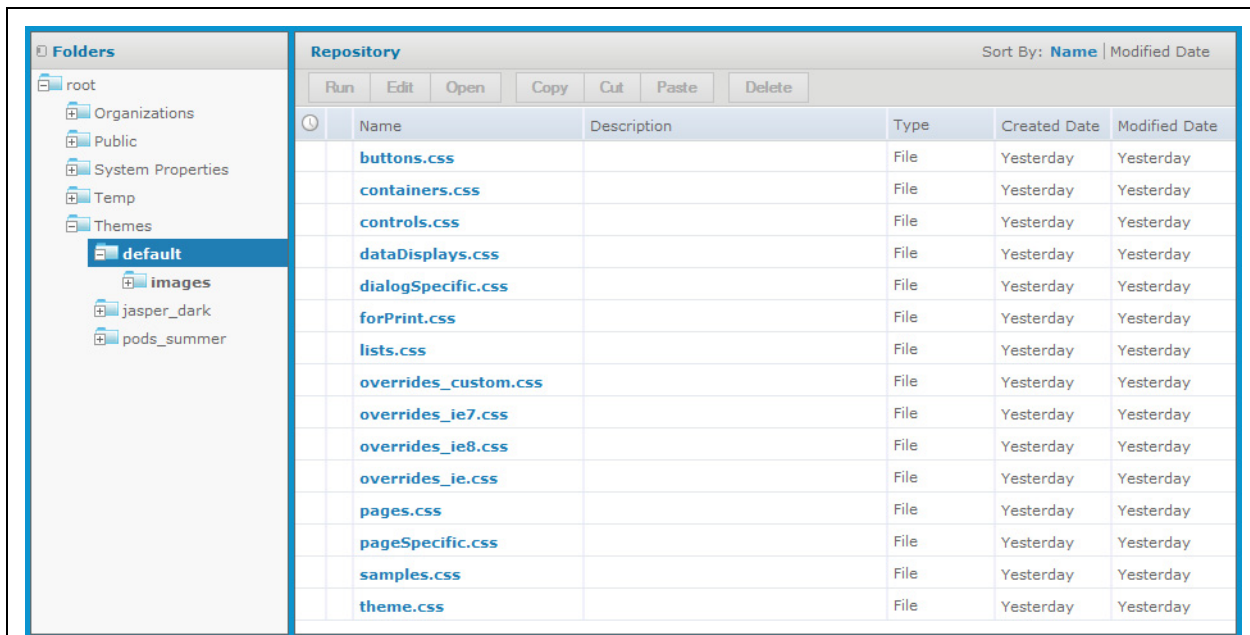 Folders
root
Organizations
Public
System Properties
Temp
Themes
default
images
jasper_dark
pods_summer
Repository Sort By: Name | Modified Date
Run Edit Open Copy Cut Paste Delete
Name Description Type Created Date Modified Date
buttons.css File Yesterday Yesterday
containers.css File Yesterday Yesterday
controls.css File Yesterday Yesterday
dataDisplays.css File Yesterday Yesterday
dialogSpecific.css File Yesterday Yesterday
forPrint.css File Yesterday Yesterday
lists.css File Yesterday Yesterday
overrides_custom.css File Yesterday Yesterday
overrides_ie7.css File Yesterday Yesterday
overrides_ie8.css File Yesterday Yesterday
overrides_ie.css File Yesterday Yesterday
pages.css File Yesterday Yesterday
pageSpecific.css File Yesterday Yesterday
samples.css File Yesterday Yesterday
theme.css File Yesterday Yesterday